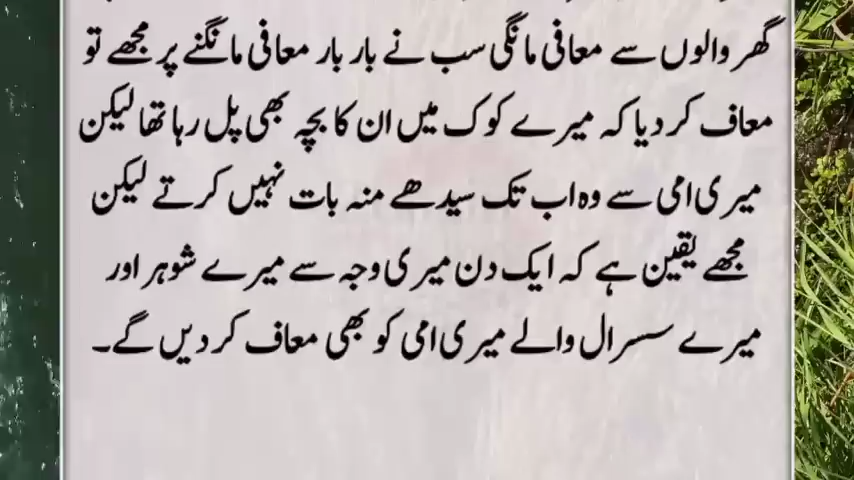 گھر والوں سے معافی مانگی سب نے بار بار معافی مانگنے پر مجھے تو
معاف کر دیا کہ میرے کوک میں ان کا بچہ بھی پل رہا تھا لیکن
میری امی سے وہ اب تک سیدھے منہ بات نہیں کرتے لیکن
مجھے یقین ہے کہ ایک دن میری وجہ سے میرے شوہر اور
میرے سسرال والے میری امی کو بھی معاف کر دیں گے۔